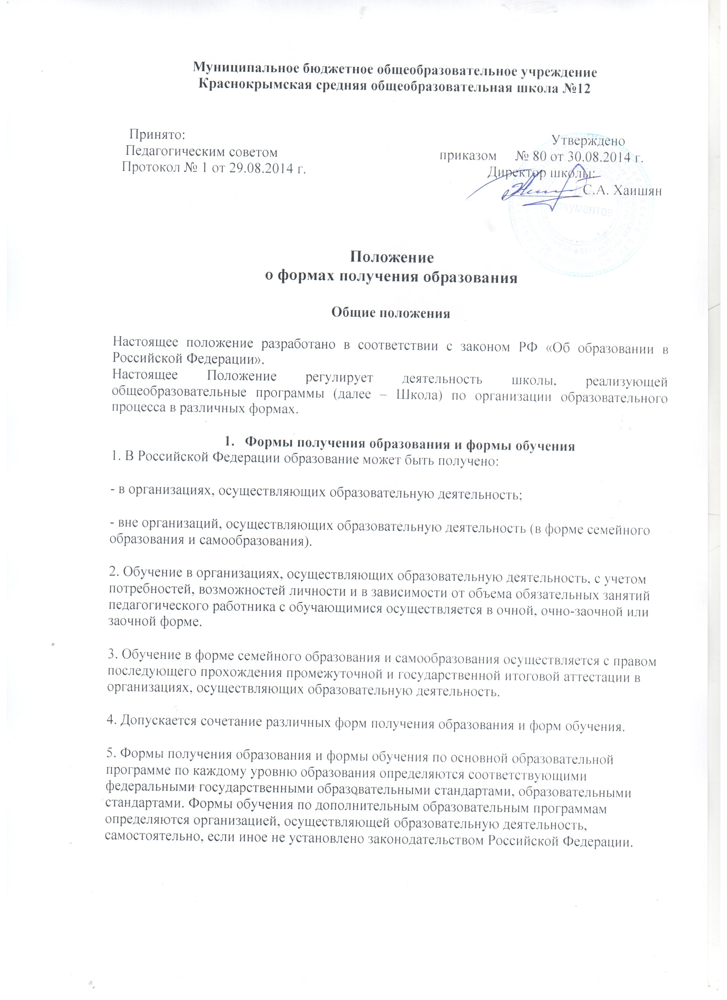 Муниципальное бюджетное общеобразовательное учреждение
Краснокрымская средняя общеобразовательная школа №12
Принято:
Педагогическим советом
Протокол № 1 от 29.08.2014 г.
Утверждено
приказом № 80 от 30.08.2014 г.
Директор школы:
С.А. Хаишян
документов
Положение
о формах получения образования
Общие положения
Настоящее положение разработано в соответствии с законом РФ «Об образовании в
Российской Федерации».
Настоящее Положение регулирует деятельность школы, реализующей
общеобразовательные программы (далее – Школа) по организации образовательного
процесса в различных формах.
1. Формы получения образования и формы обучения
1. В Российской Федерации образование может быть получено:
- в организациях, осуществляющих образовательную деятельность;
- вне организаций, осуществляющих образовательную деятельность (в форме семейного
образования и самообразования).
2. Обучение в организациях, осуществляющих образовательную деятельность, с учетом
потребностей, возможностей личности и в зависимости от объема обязательных занятий
педагогического работника с обучающимися осуществляется в очной, очно-заочной или
заочной форме.
3. Обучение в форме семейного образования и самообразования осуществляется с правом
последующего прохождения промежуточной и государственной итоговой аттестации в
организациях, осуществляющих образовательную деятельность.
4. Допускается сочетание различных форм получения образования и форм обучения.
5. Формы получения образования и формы обучения по основной образовательной
программе по каждому уровню образования определяются соответствующими
федеральными государственными образовательными стандартами, образовательными
стандартами. Формы обучения по дополнительным образовательным программам
определяются организацией, осуществляющей образовательную деятельность,
самостоятельно, если иное не установлено законодательством Российской Федерации.